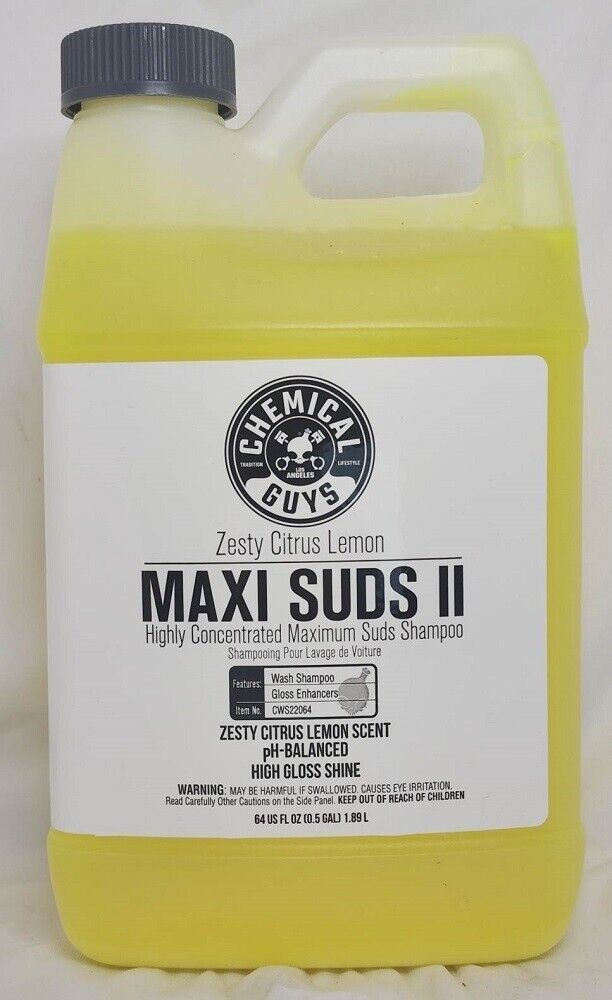 CHEMICAL
TRADITION
LOS
ANGELES
LIFESTYLE
GUYS
Zesty Citrus Lemon
MAXI SUDS II
Highly Concentrated Maximum Suds Shampoo
Shampooing Pour Lavage de Voiture
Features: Wash Shampoo
Gloss Enhancers
Item No. CWS22064
ZESTY CITRUS LEMON SCENT
pH-BALANCED
HIGH GLOSS SHINE
WARNING: MAY BE HARMFUL IF SWALLOWED. CAUSES EYE IRRITATION.
Read Carefully Other Cautions on the Side Panel. KEEP OUT OF REACH OF CHILDREN
64 US FL OZ (0.5 GAL) 1.89 L